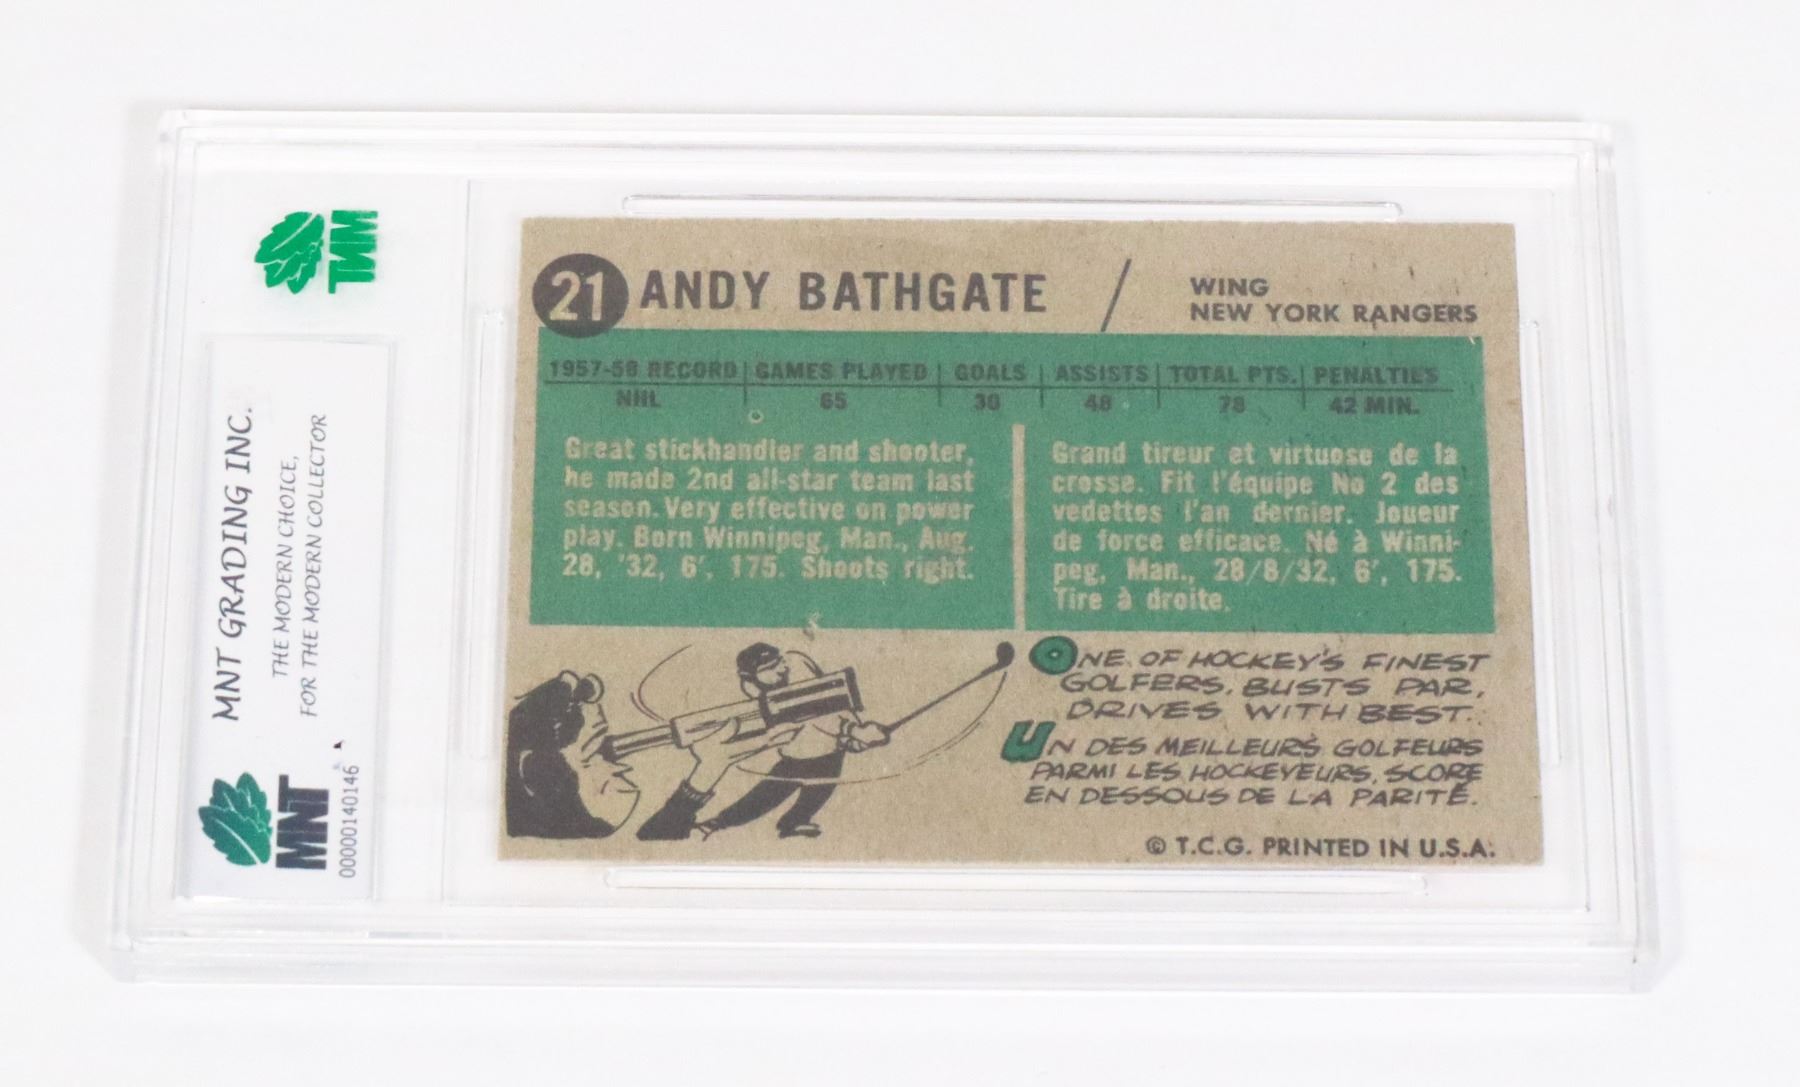 MNT
MNT GRADING INC.
THE MODERN CHOICE,
FOR THE MODERN COLLECTOR
MNT
0000140146
21 ANDY BATHGATE / WING
NEW YORK RANGERS
1957-58 RECORD GAMES PLAYED GOALS ASSISTS TOTAL PTS. PENALTIES
NHL 65 30 48 78 42 MIN.
Great stickhandler and shooter,
he made 2nd all-star team last
season. Very effective on power
play. Born Winnipeg, Man., Aug.
28, '32, 6', 175. Shoots right.
Grand tireur et virtuose de la
crosse. Fit l'équipe No 2 des
vedettes l'an dernier. Joueur
de force efficace. Né à Winni-
peg, Man., 28/8/32, 6', 175.
Tire à droite.
ONE OF HOCKEY'S FINEST
GOLFERS. BUSTS PAR,
DRIVES WITH BEST.
UN DES MEILLEURS GOLFEURS
PARMI LES HOCKEYEURS. SCORE
EN DESSOUS DE LA PARITÉ.
© T.C.G. PRINTED IN U.S.A.